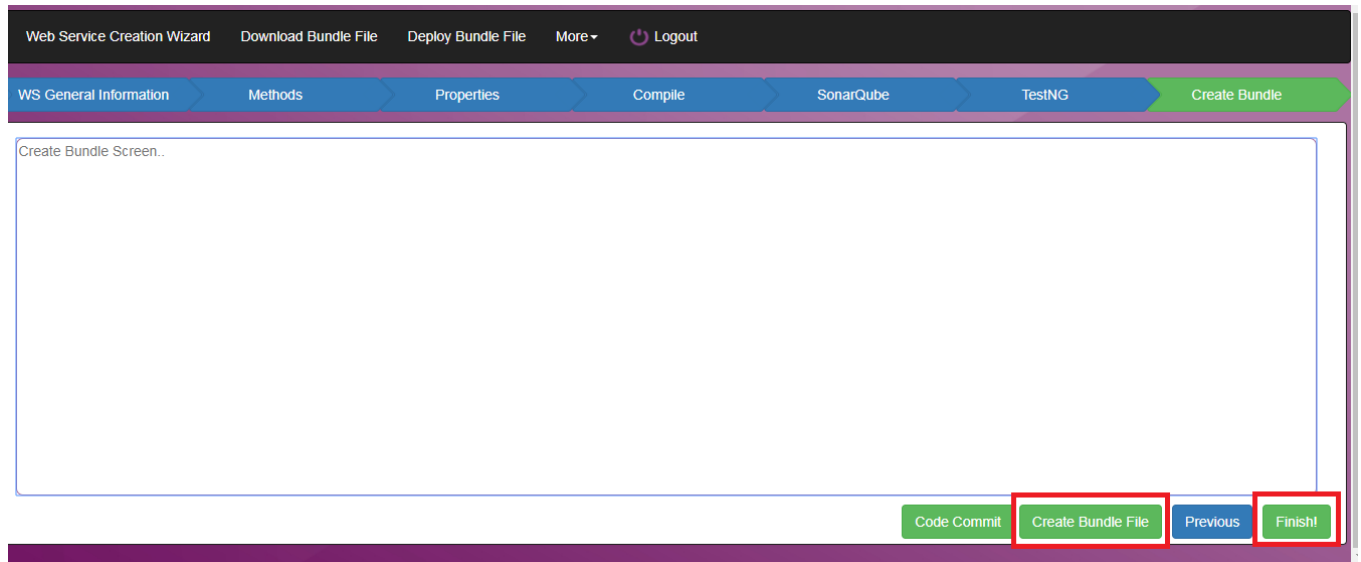 Web Service Creation Wizard Download Bundle File Deploy Bundle File More Logout
WS General Information Methods Properties Compile SonarQube TestNG Create Bundle
Create Bundle Screen..
Code Commit Create Bundle File Previous Finish!